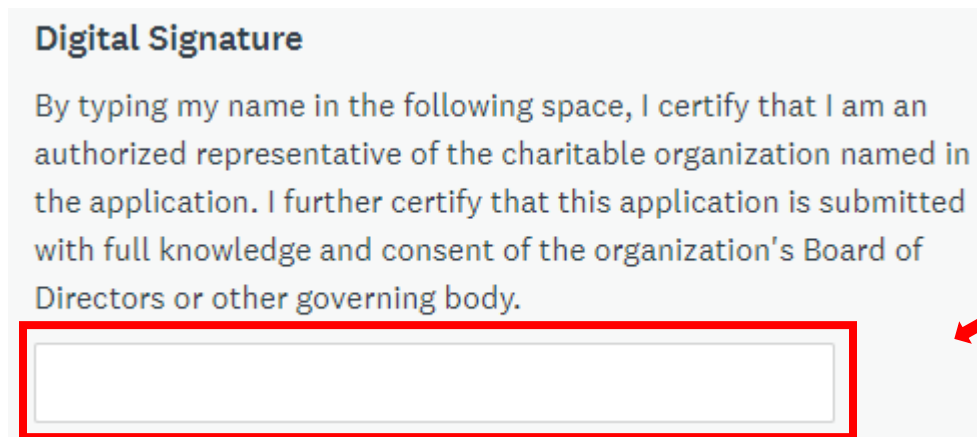 Digital Signature
By typing my name in the following space, I certify that I am an
authorized representative of the charitable organization named in
the application. I further certify that this application is submitted
with full knowledge and consent of the organization's Board of
Directors or other governing body.